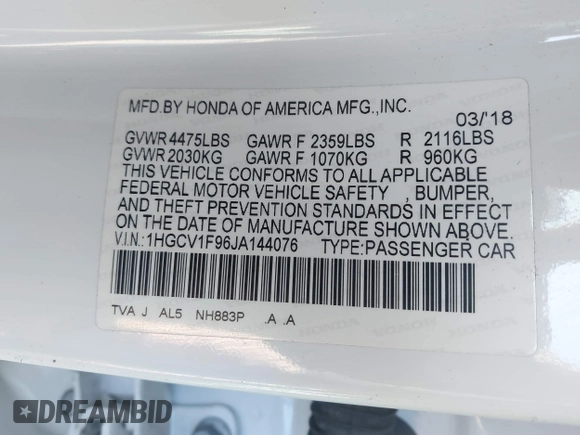 MFD.BY HONDA OF AMERICA MFG.,INC. 03/'18
GVWR 4475LBS GAWR F 2359LBS R 2116LBS
GVWR 2030KG GAWR F 1070KG R 960KG
THIS VEHICLE CONFORMS TO ALL APPLICABLE
FEDERAL MOTOR VEHICLE SAFETY , BUMPER,
AND THEFT PREVENTION STANDARDS IN EFFECT
ON THE DATE OF MANUFACTURE SHOWN ABOVE.
V.I.N.: 1HGCV1F96JA144076 TYPE:PASSENGER CAR
TVA J AL5 NH883P .A .A
DREAMBID